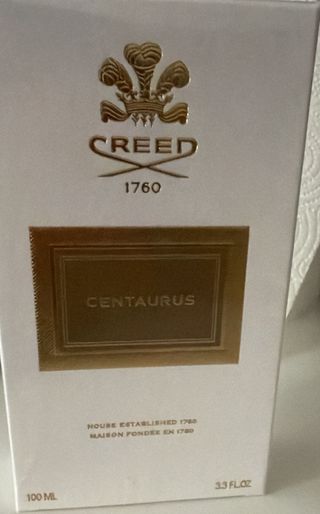 CREED
1760
CENTAURUS
HOUSE ESTABLISHED 1760
MAISON FONDÉE EN 1760
100 ML
3.3 FL.OZ